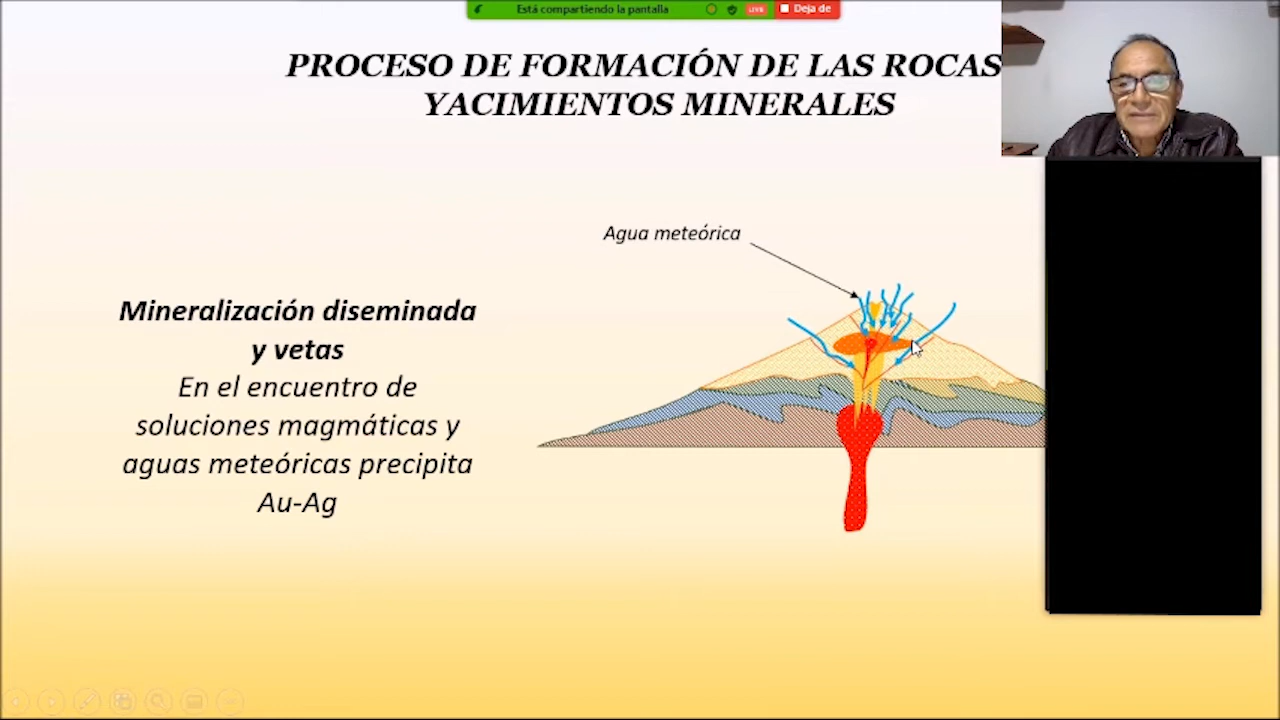 Está compartiendo la pantalla
LIVE
Deja de
PROCESO DE FORMACIÓN DE LAS ROCAS
YACIMIENTOS MINERALES
Agua meteórica
Mineralización diseminada
y vetas
En el encuentro de
soluciones magmáticas y
aguas meteóricas precipita
Au-Ag